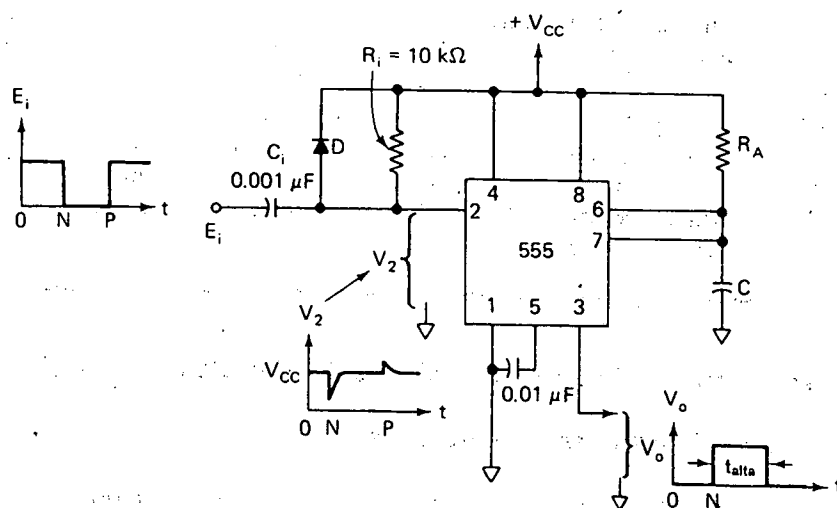 + V_CC
R_i = 10 kΩ
E_i
0 N P t
C_i
0.001 μF
D
E_i
R_A
4 8
2 6
7
555
1 5 3
C
V_2
V_2
V_CC
0 N P t
0.01 μF
V_o
V_o
t_alta
0 N t